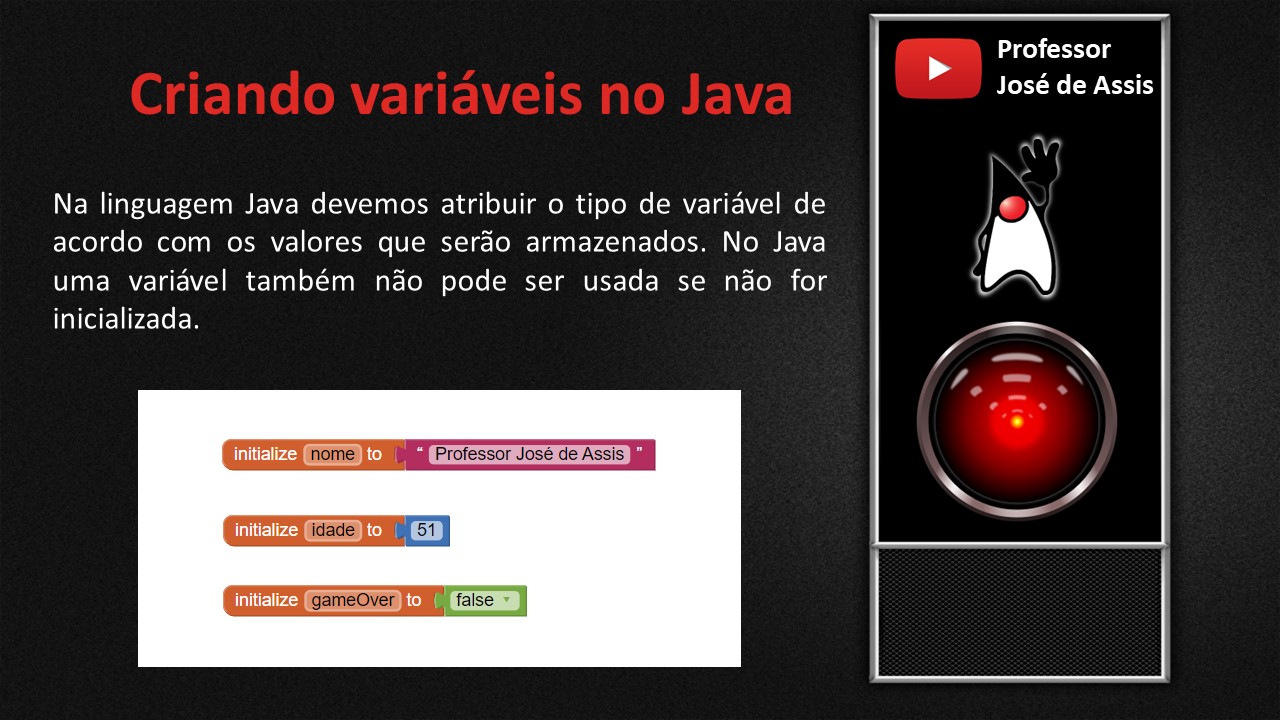 Criando variáveis no Java
Na linguagem Java devemos atribuir o tipo de variável de
acordo com os valores que serão armazenados. No Java
uma variável também não pode ser usada se não for
inicializada.
initialize nome to “ Professor José de Assis ”
initialize idade to 51
initialize gameOver to false
Professor
José de Assis